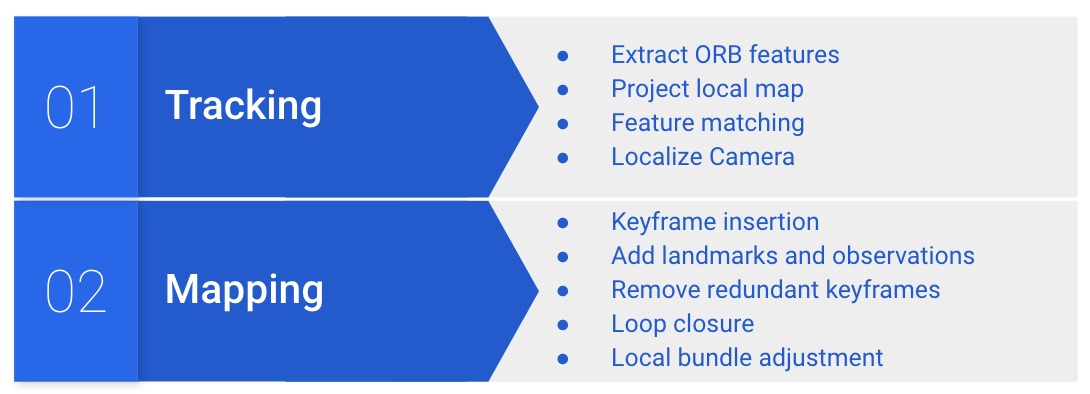 01
Tracking
Extract ORB features
Project local map
Feature matching
Localize Camera
02
Mapping
Keyframe insertion
Add landmarks and observations
Remove redundant keyframes
Loop closure
Local bundle adjustment